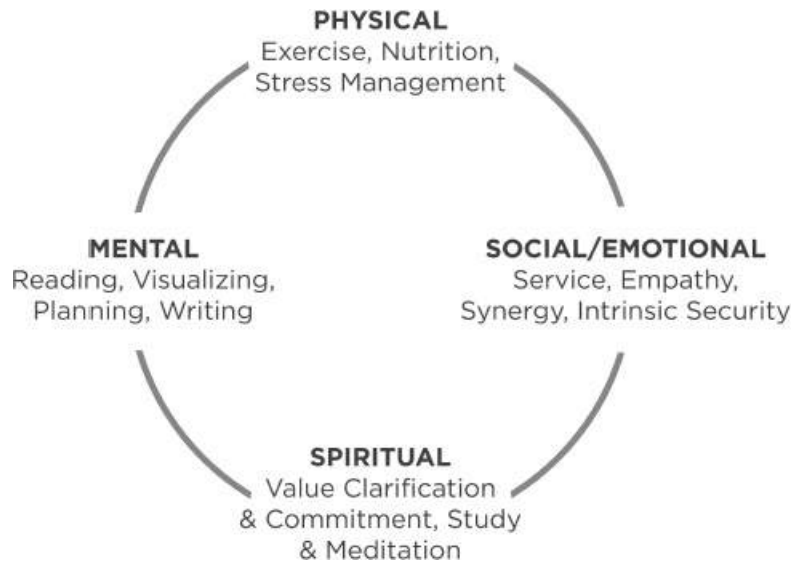 PHYSICAL
Exercise, Nutrition,
Stress Management
MENTAL
Reading, Visualizing,
Planning, Writing
SOCIAL/EMOTIONAL
Service, Empathy,
Synergy, Intrinsic Security
SPIRITUAL
Value Clarification
& Commitment, Study
& Meditation